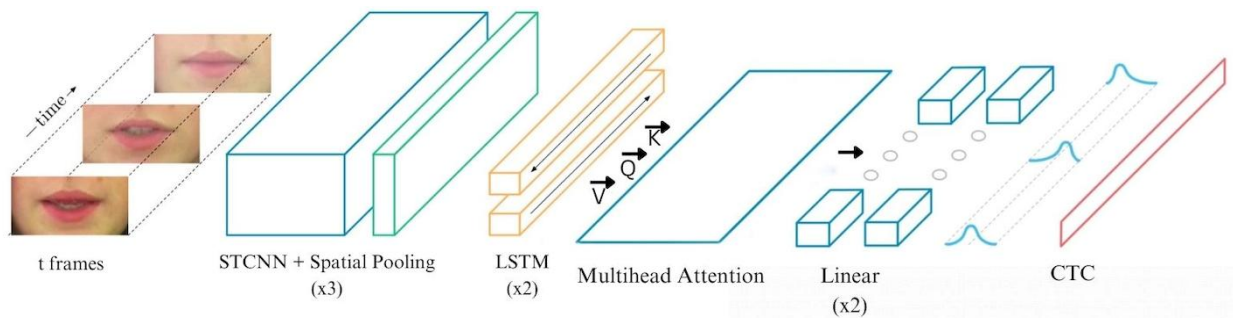 time
t frames
STCNN + Spatial Pooling
(x3)
LSTM
(x2)
V
Q
K
Multihead Attention
Linear
(x2)
CTC